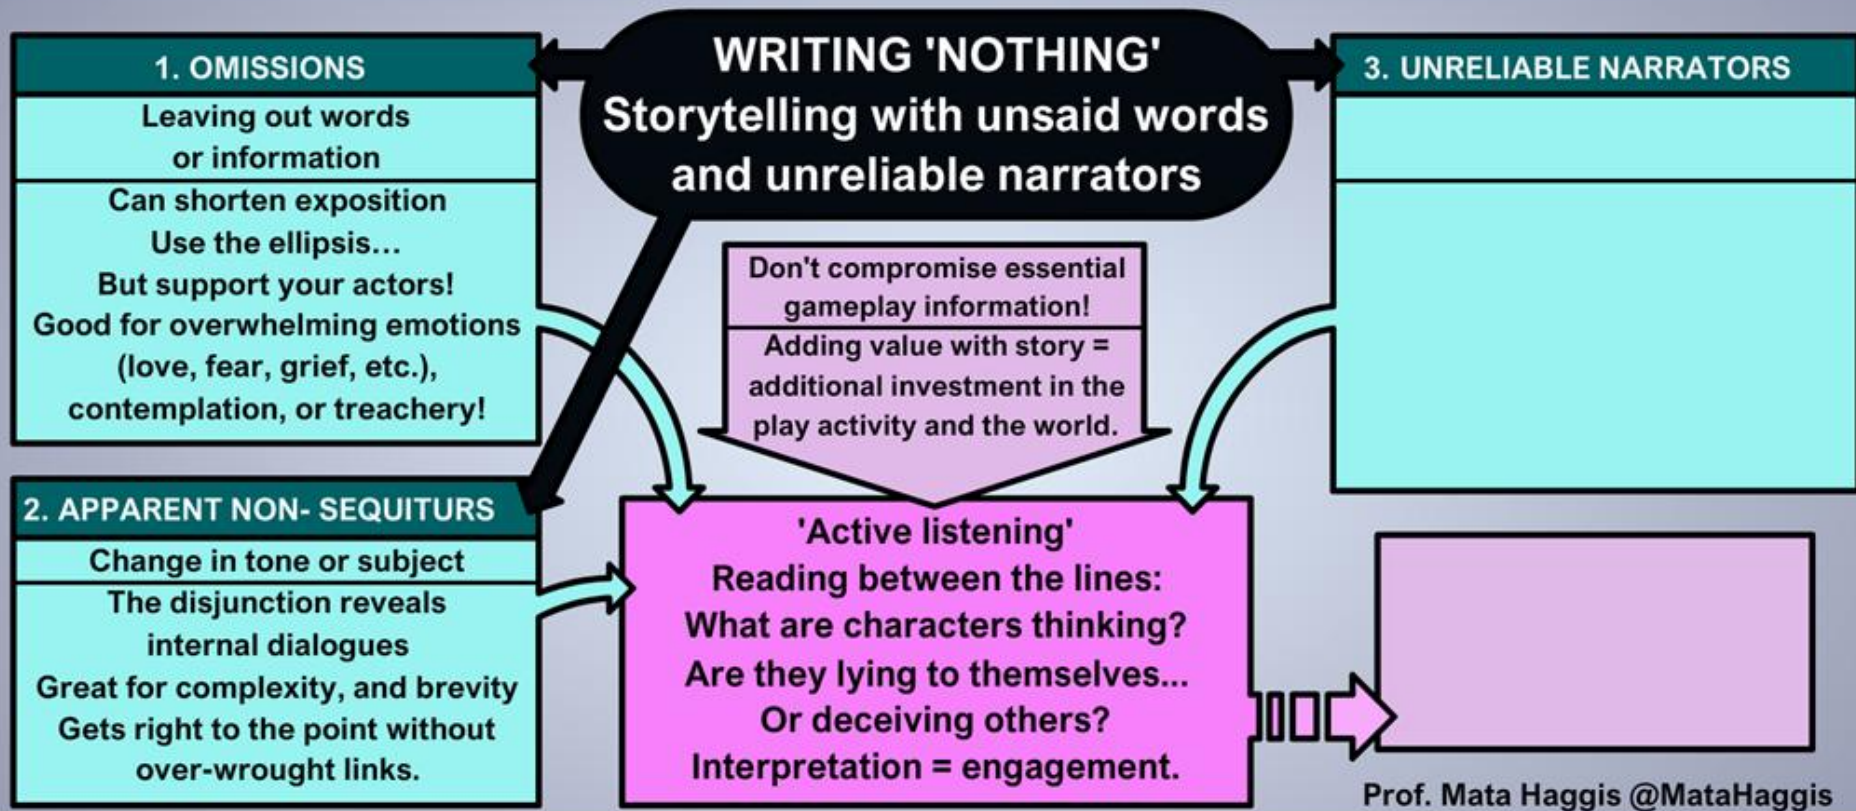 WRITING 'NOTHING'
Storytelling with unsaid words
and unreliable narrators
1. OMISSIONS
Leaving out words
or information
Can shorten exposition
Use the ellipsis...
But support your actors!
Good for overwhelming emotions
(love, fear, grief, etc.),
contemplation, or treachery!
2. APPARENT NON- SEQUITURS
Change in tone or subject
The disjunction reveals
internal dialogues
Great for complexity, and brevity
Gets right to the point without
over-wrought links.
3. UNRELIABLE NARRATORS
Don't compromise essential
gameplay information!
Adding value with story =
additional investment in the
play activity and the world.
'Active listening'
Reading between the lines:
What are characters thinking?
Are they lying to themselves...
Or deceiving others?
Interpretation = engagement.
Prof. Mata Haggis @MataHaggis